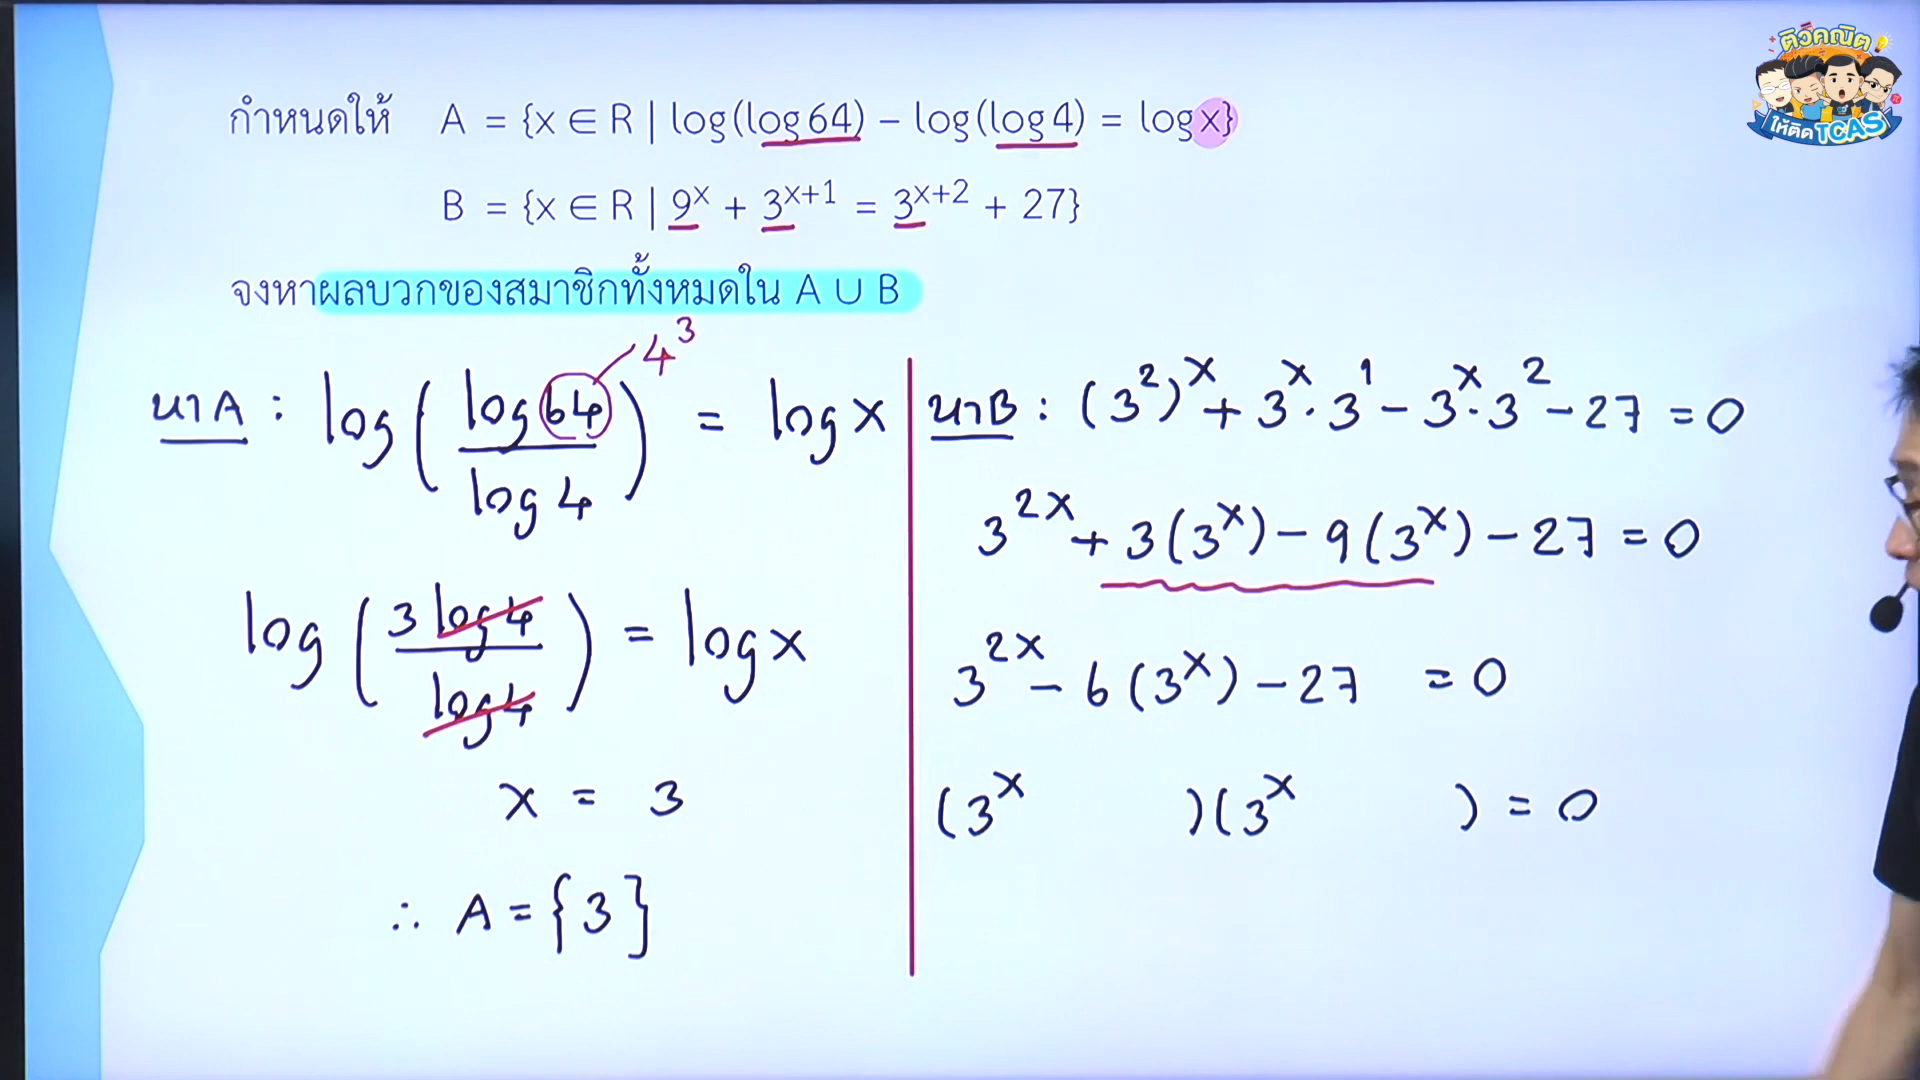 ติวคณิต
ให้ติด TCAS
กำหนดให้ A = {x ∈ R | log(log 64) – log(log 4) = log x}
B = {x ∈ R | 9^x + 3^(x+1) = 3^(x+2) + 27}
จงหาผลบวกของสมาชิกทั้งหมดใน A ∪ B
4^3
หา A : log(log 64 / log 4) = log x
log(3 log 4 / log 4) = log x
x = 3
∴ A = {3}
หา B : (3^2)^x + 3^x · 3^1 − 3^x · 3^2 − 27 = 0
3^(2x) + 3(3^x) − 9(3^x) − 27 = 0
3^(2x) − 6(3^x) − 27 = 0
(3^x )(3^x ) = 0